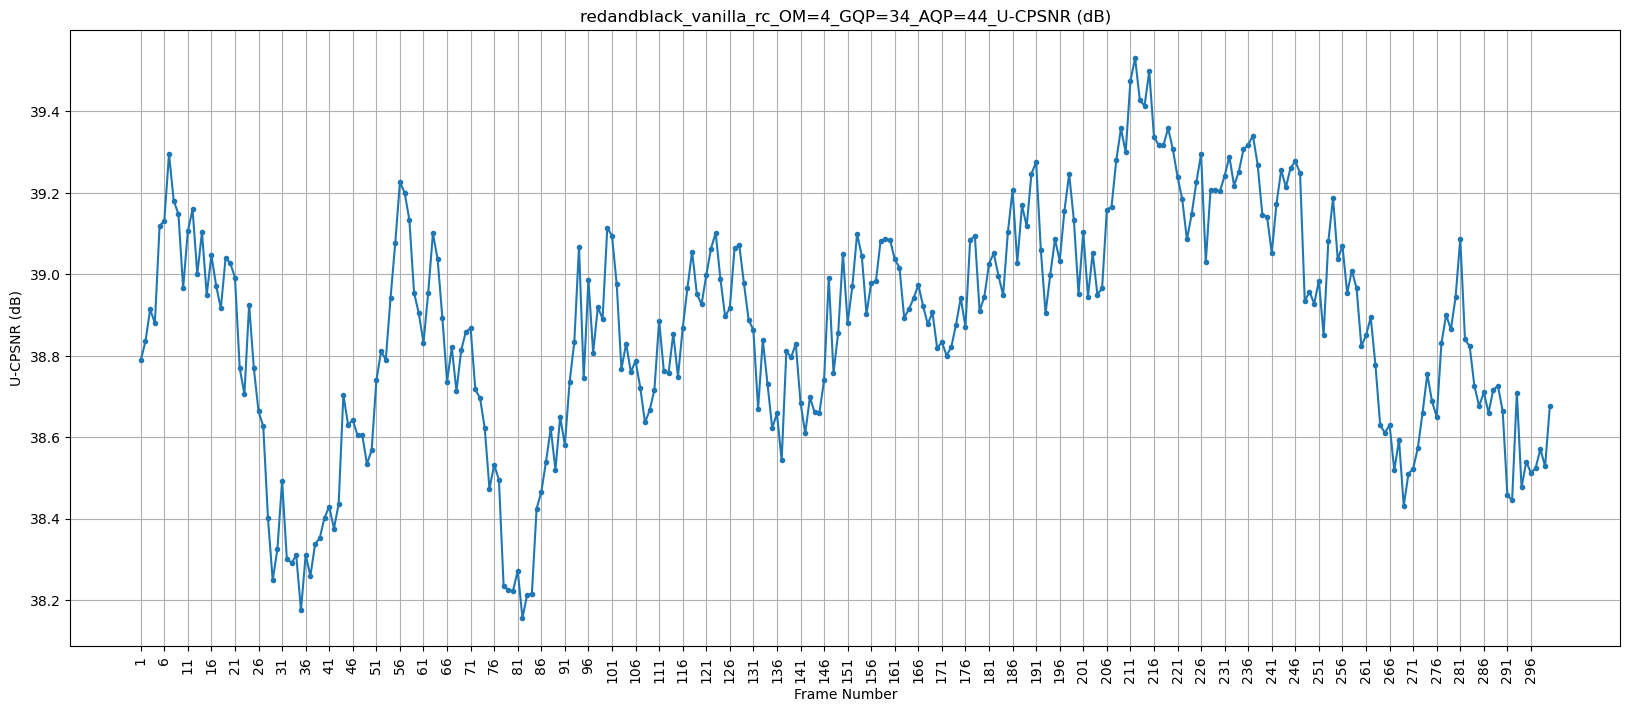 redandblack_vanilla_rc_OM=4_GQP=34_AQP=44_U-CPSNR (dB)
U-CPSNR (dB)
39.4
39.2
39.0
38.8
38.6
38.4
38.2
1 6 11 16 21 26 31 36 41 46 51 56 61 66 71 76 81 86 91 96 101 106 111 116 121 126 131 136 141 146 151 156 161 166 171 176 181 186 191 196 201 206 211 216 221 226 231 236 241 246 251 256 261 266 271 276 281 286 291 296
Frame Number